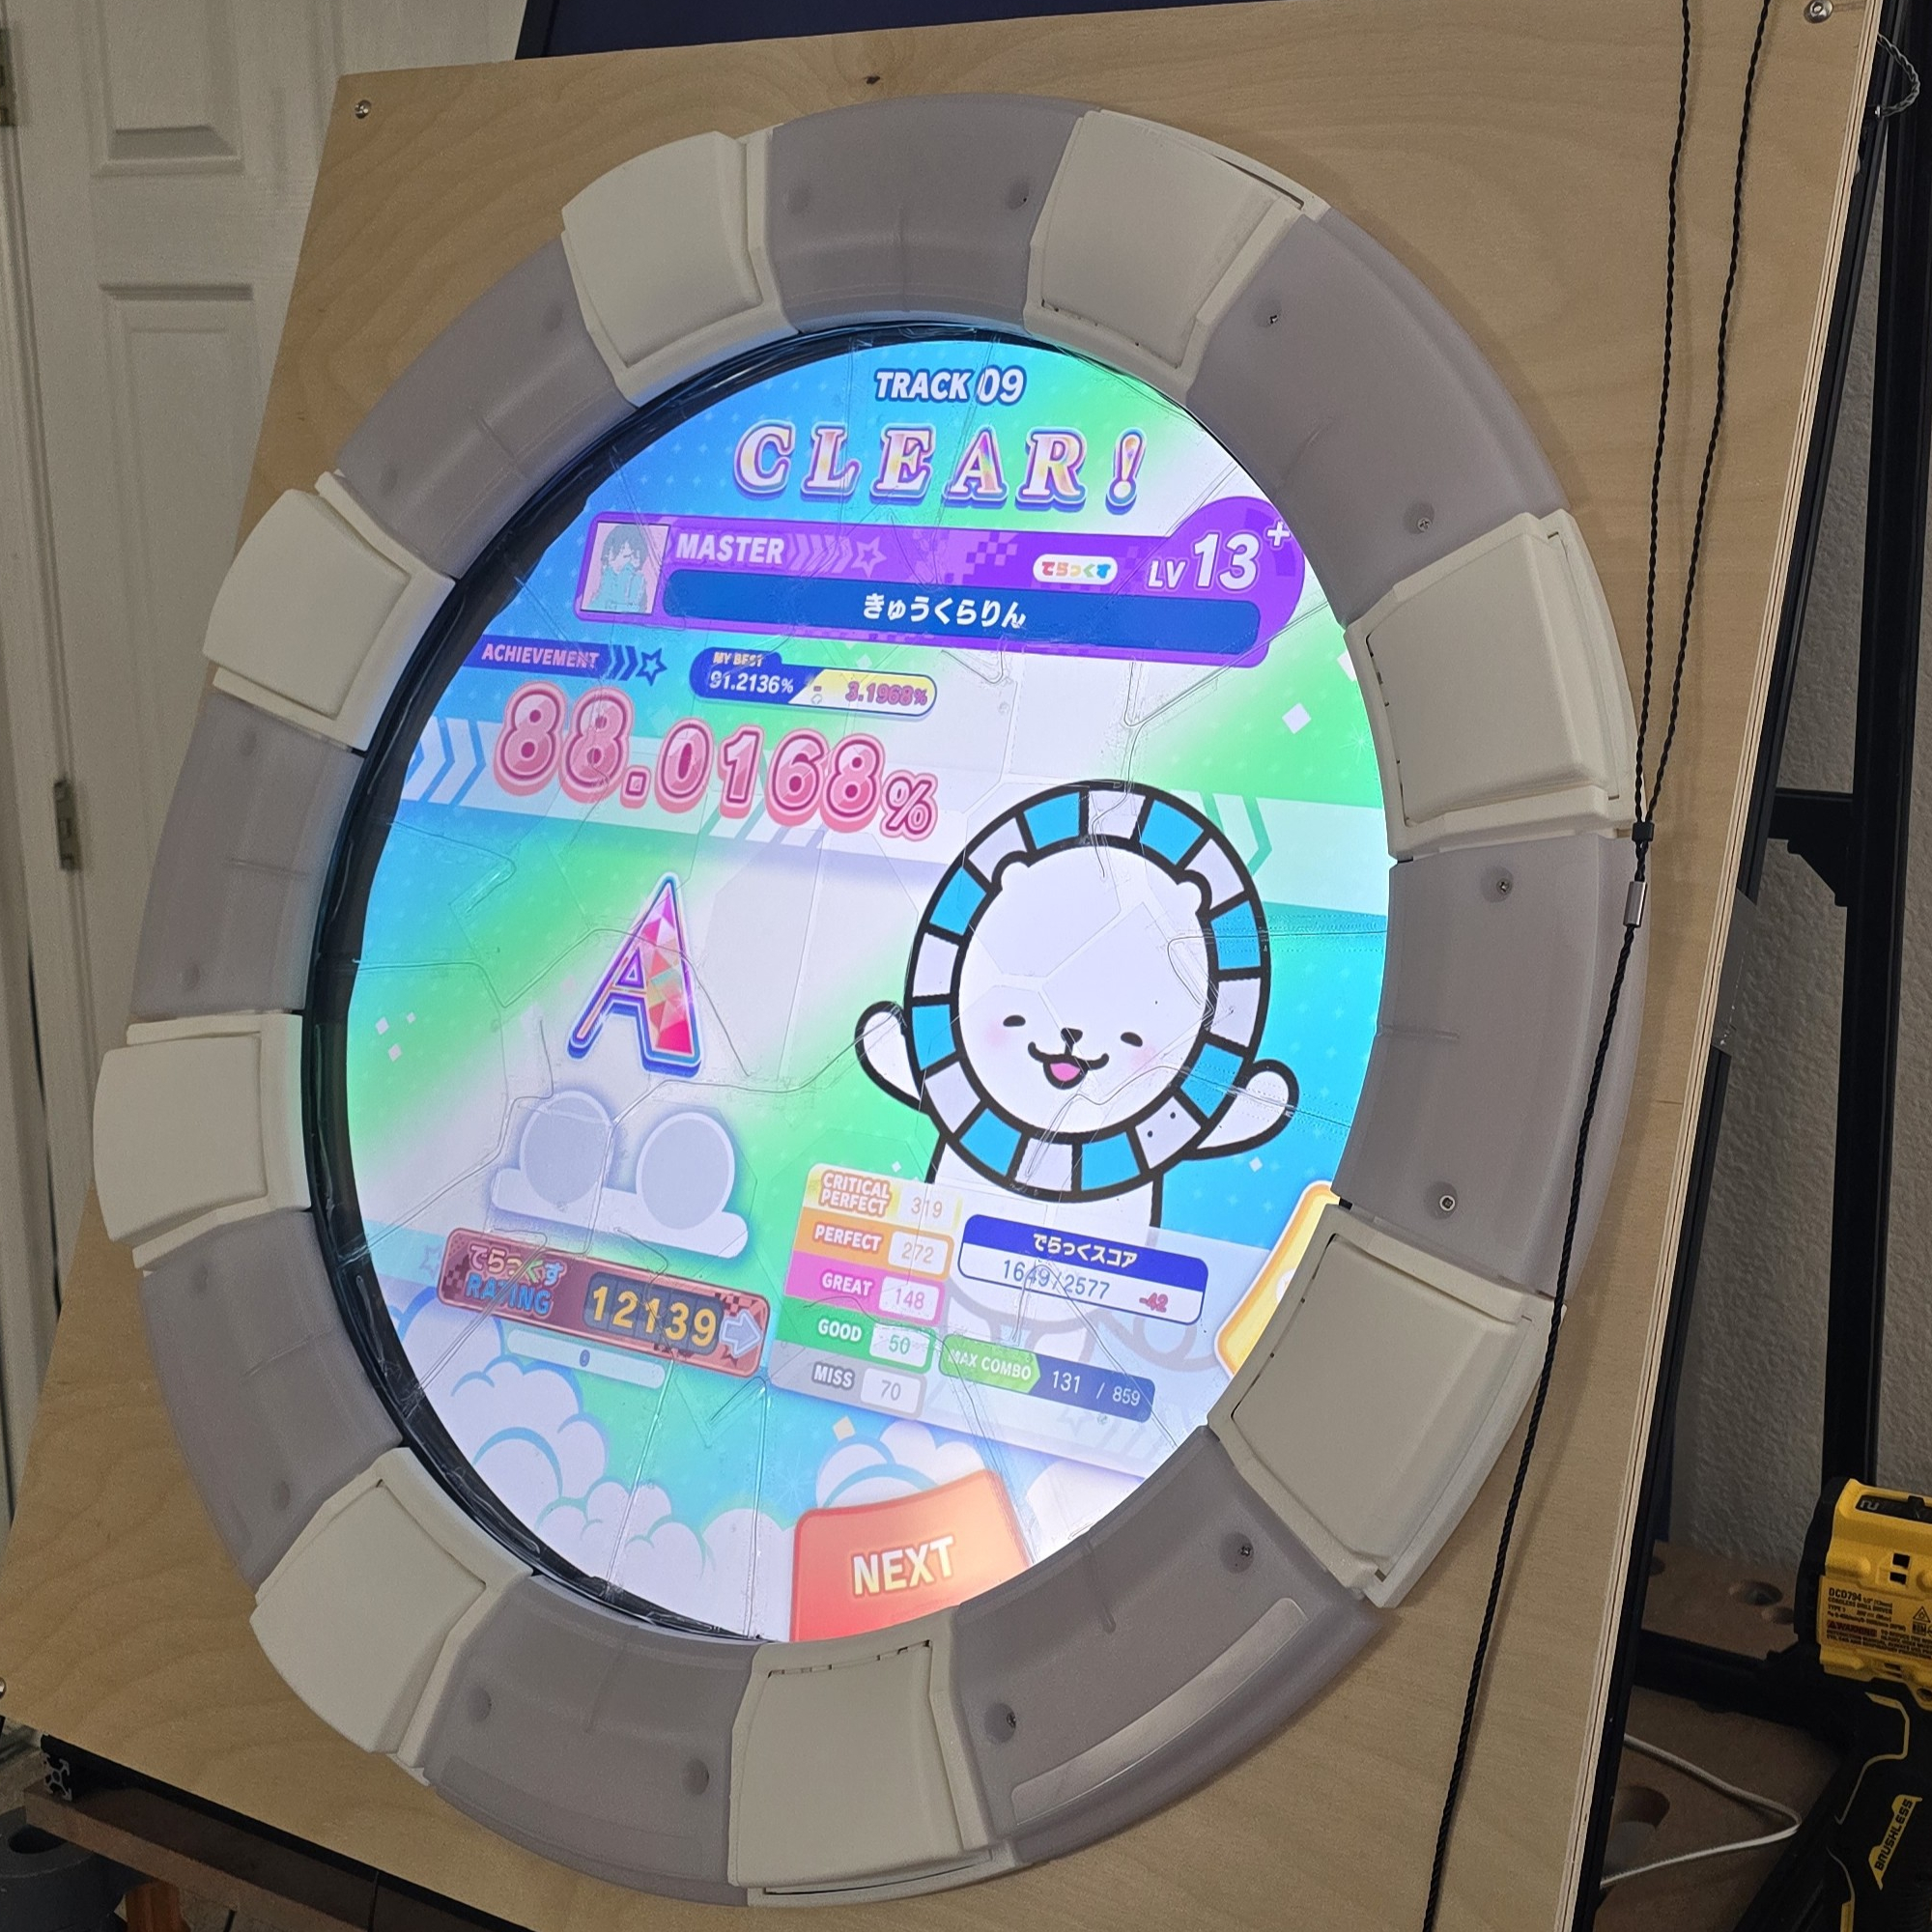 TRACK 09
CLEAR!
MASTER
でらっくす
LV 13+
きゅうくらりん
ACHIEVEMENT
MY BEST
91.2136%
- 3.1968%
88.0168%
A
CRITICAL PERFECT 319
PERFECT 272
GREAT 148
GOOD 50
MISS 70
でらっくスコア
1649/2577
-42
MAX COMBO 131 / 859
でらっくす
RATING 12139
0
NEXT
DCD794
BRUSHLESS